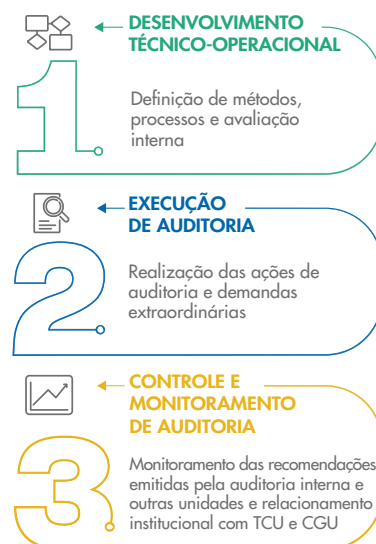 DESENVOLVIMENTO
TÉCNICO-OPERACIONAL
1
Definição de métodos,
processos e avaliação
interna
EXECUÇÃO
DE AUDITORIA
2
Realização das ações de
auditoria e demandas
extraordinárias
CONTROLE E
MONITORAMENTO
DE AUDITORIA
3
Monitoramento das recomendações
emitidas pela auditoria interna e
outras unidades e relacionamento
institucional com TCU e CGU